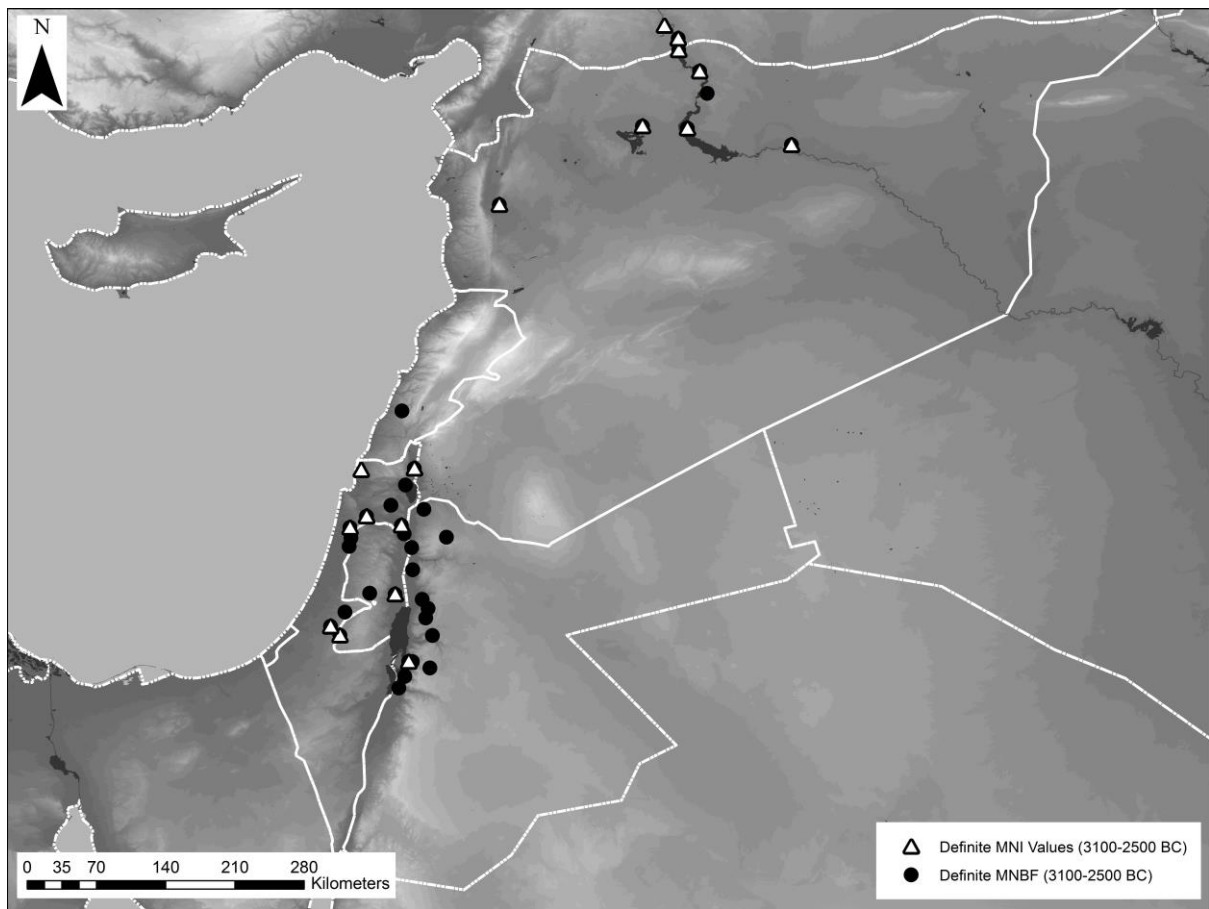 N
0 35 70 140 210 280
Kilometers
Definite MNI Values (3100-2500 BC)
Definite MNBF (3100-2500 BC)